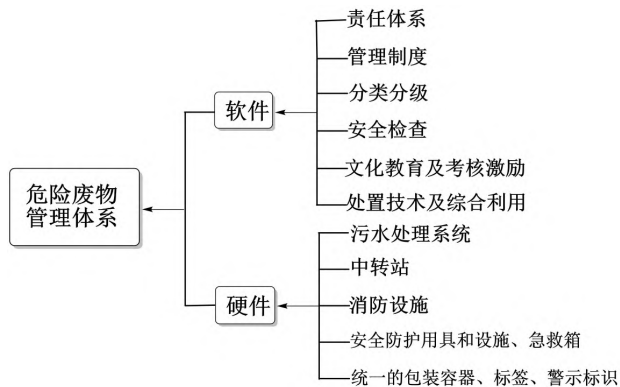 危险废物
管理体系
软件
责任体系
管理制度
分类分级
安全检查
文化教育及考核激励
处置技术及综合利用
硬件
污水处理系统
中转站
消防设施
安全防护用具和设施、急救箱
统一的包装容器、标签、警示标识